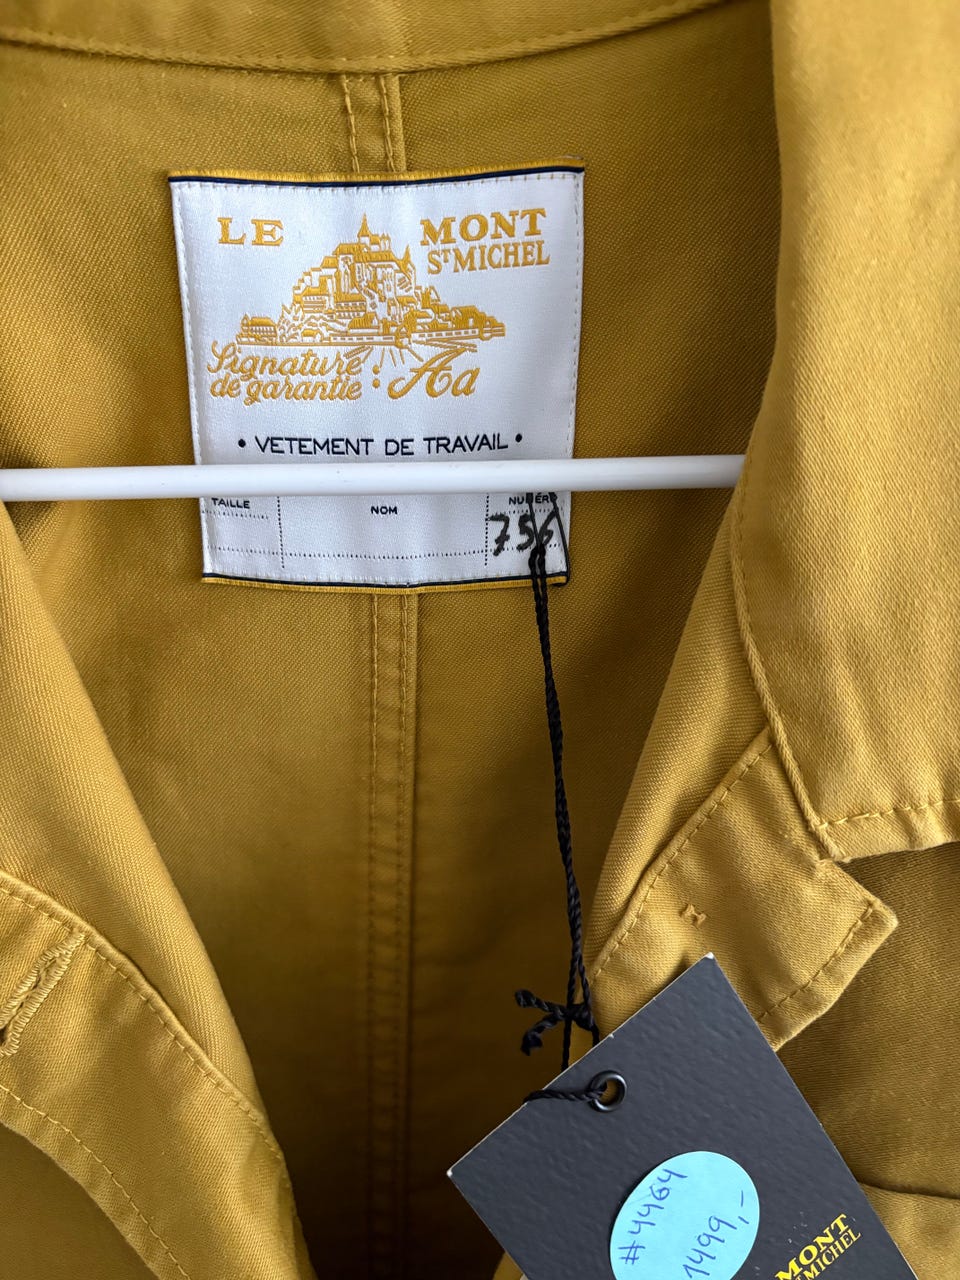 LE MONT
ST MICHEL
Signature
de garantie : Aa
• VETEMENT DE TRAVAIL •
TAILLE NOM NUMÉRO
756
#4464
1499,-
MONT
ST MICHEL